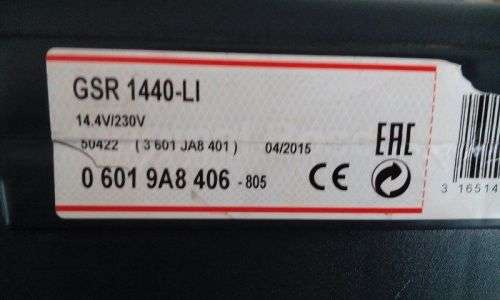 GSR 1440-LI
14.4V/230V
50422 ( 3 601 JA8 401 ) 04/2015
0 601 9A8 406 - 805
EAC
CE
3 16514